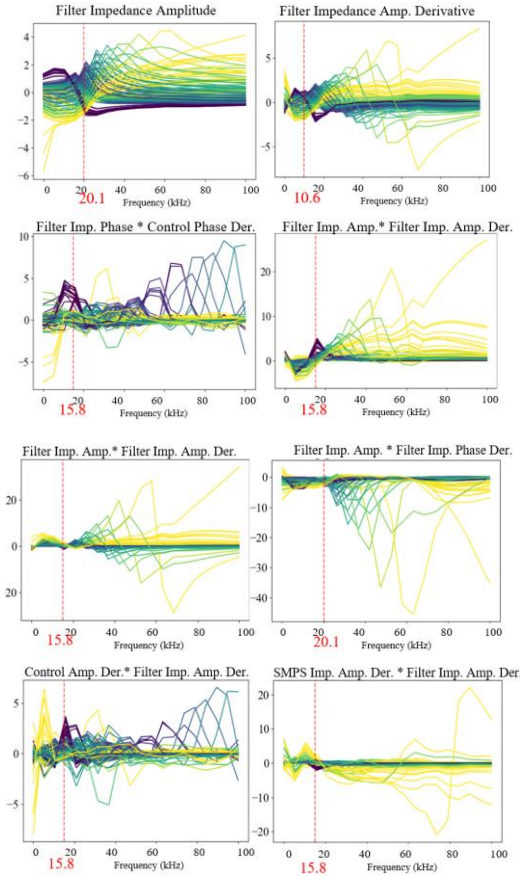 Filter Impedance Amplitude
4
2
0
−2
−4
−6
0 20 40 60 80 100
20.1
Frequency (kHz)
Filter Impedance Amp. Derivative
5
0
−5
0 20 40 60 80 100
10.6
Frequency (kHz)
Filter Imp. Phase * Control Phase Der.
10
5
0
−5
0 20 40 60 80 100
15.8
Frequency (kHz)
Filter Imp. Amp.* Filter Imp. Amp. Der.
20
10
0
0 20 40 60 80 100
15.8
Frequency (kHz)
Filter Imp. Amp.* Filter Imp. Amp. Der.
20
0
20
0 20 40 60 80 100
15.8
Frequency (kHz)
Filter Imp. Amp. * Filter Imp. Phase Der.
0
−10
−20
−30
−40
0 20 40 60 80 100
20.1
Frequency (kHz)
Control Amp. Der.* Filter Imp. Amp. Der.
5
0
−5
0 20 40 60 80 100
15.8
Frequency (kHz)
SMPS Imp. Amp. Der. * Filter Imp. Amp. Der
20
10
0
−10
−20
0 20 40 60 80 100
15.8
Frequency (kHz)